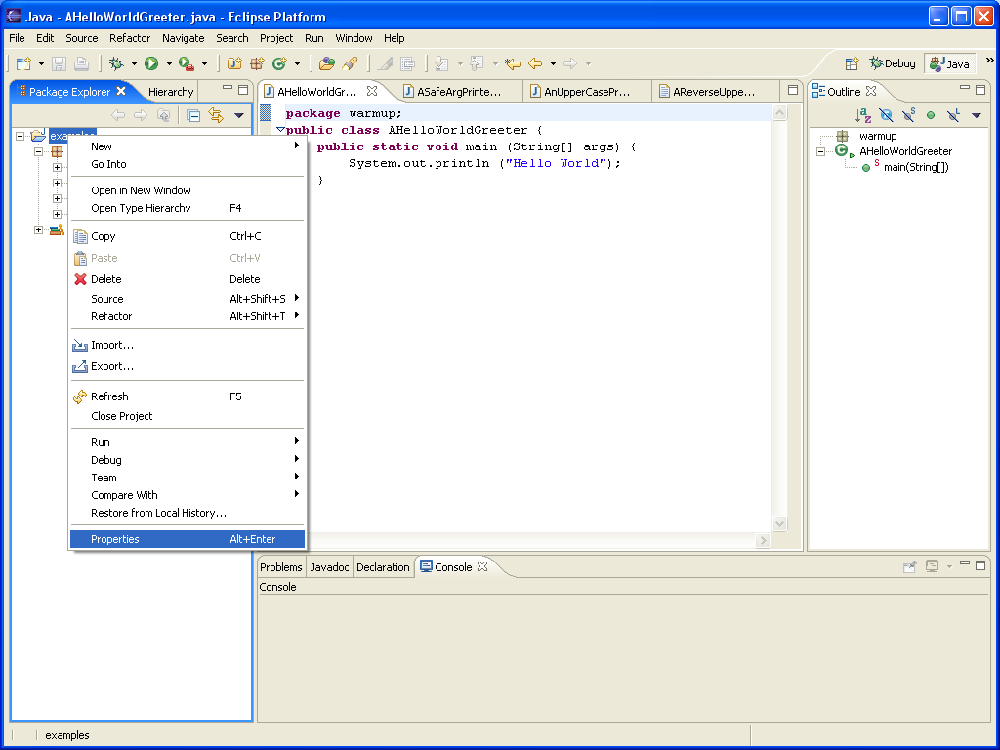 Java - AHelloWorldGreeter.java - Eclipse Platform
File Edit Source Refactor Navigate Search Project Run Window Help
Debug Java
Package Explorer Hierarchy
AHelloWorldGr... ASafeArgPrinte... AnUpperCasePr... AReverseUppe...
Outline
examples
New
Go Into
Open in New Window
Open Type Hierarchy F4
Copy Ctrl+C
Paste Ctrl+V
Delete Delete
Source Alt+Shift+S
Refactor Alt+Shift+T
Import...
Export...
Refresh F5
Close Project
Run
Debug
Team
Compare With
Restore from Local History...
Properties Alt+Enter
package warmup;
public class AHelloWorldGreeter {
public static void main (String[] args) {
System.out.println ("Hello World");
}
warmup
AHelloWorldGreeter
main(String[])
Problems Javadoc Declaration Console
Console
examples